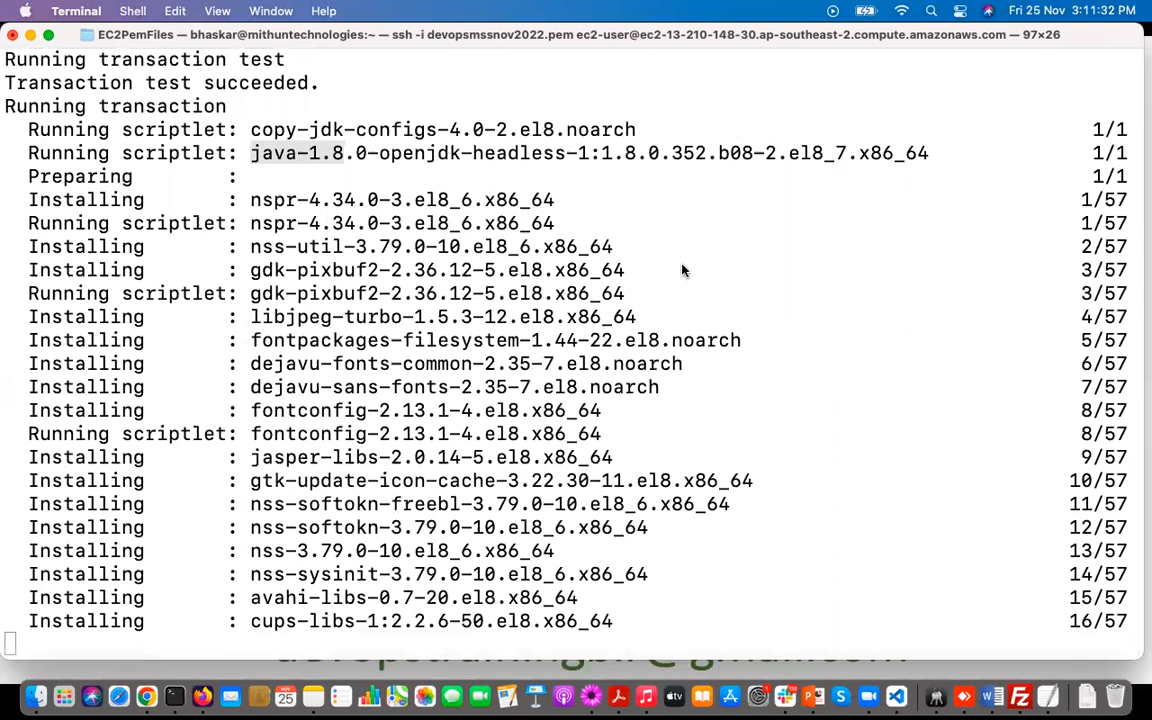 Terminal Shell Edit View Window Help Fri 25 Nov 3:11:32 PM
EC2PemFiles — bhaskar@mithuntechnologies:~ — ssh -i devopsmssnov2022.pem ec2-user@ec2-13-210-148-30.ap-southeast-2.compute.amazonaws.com — 97×26
Running transaction test
Transaction test succeeded.
Running transaction
Running scriptlet: copy-jdk-configs-4.0-2.el8.noarch 1/1
Running scriptlet: java-1.8.0-openjdk-headless-1:1.8.0.352.b08-2.el8_7.x86_64 1/1
Preparing : 1/1
Installing : nspr-4.34.0-3.el8_6.x86_64 1/57
Running scriptlet: nspr-4.34.0-3.el8_6.x86_64 1/57
Installing : nss-util-3.79.0-10.el8_6.x86_64 2/57
Installing : gdk-pixbuf2-2.36.12-5.el8.x86_64 3/57
Running scriptlet: gdk-pixbuf2-2.36.12-5.el8.x86_64 3/57
Installing : libjpeg-turbo-1.5.3-12.el8.x86_64 4/57
Installing : fontpackages-filesystem-1.44-22.el8.noarch 5/57
Installing : dejavu-fonts-common-2.35-7.el8.noarch 6/57
Installing : dejavu-sans-fonts-2.35-7.el8.noarch 7/57
Installing : fontconfig-2.13.1-4.el8.x86_64 8/57
Running scriptlet: fontconfig-2.13.1-4.el8.x86_64 8/57
Installing : jasper-libs-2.0.14-5.el8.x86_64 9/57
Installing : gtk-update-icon-cache-3.22.30-11.el8.x86_64 10/57
Installing : nss-softokn-freebl-3.79.0-10.el8_6.x86_64 11/57
Installing : nss-softokn-3.79.0-10.el8_6.x86_64 12/57
Installing : nss-3.79.0-10.el8_6.x86_64 13/57
Installing : nss-sysinit-3.79.0-10.el8_6.x86_64 14/57
Installing : avahi-libs-0.7-20.el8.x86_64 15/57
Installing : cups-libs-1:2.2.6-50.el8.x86_64 16/57